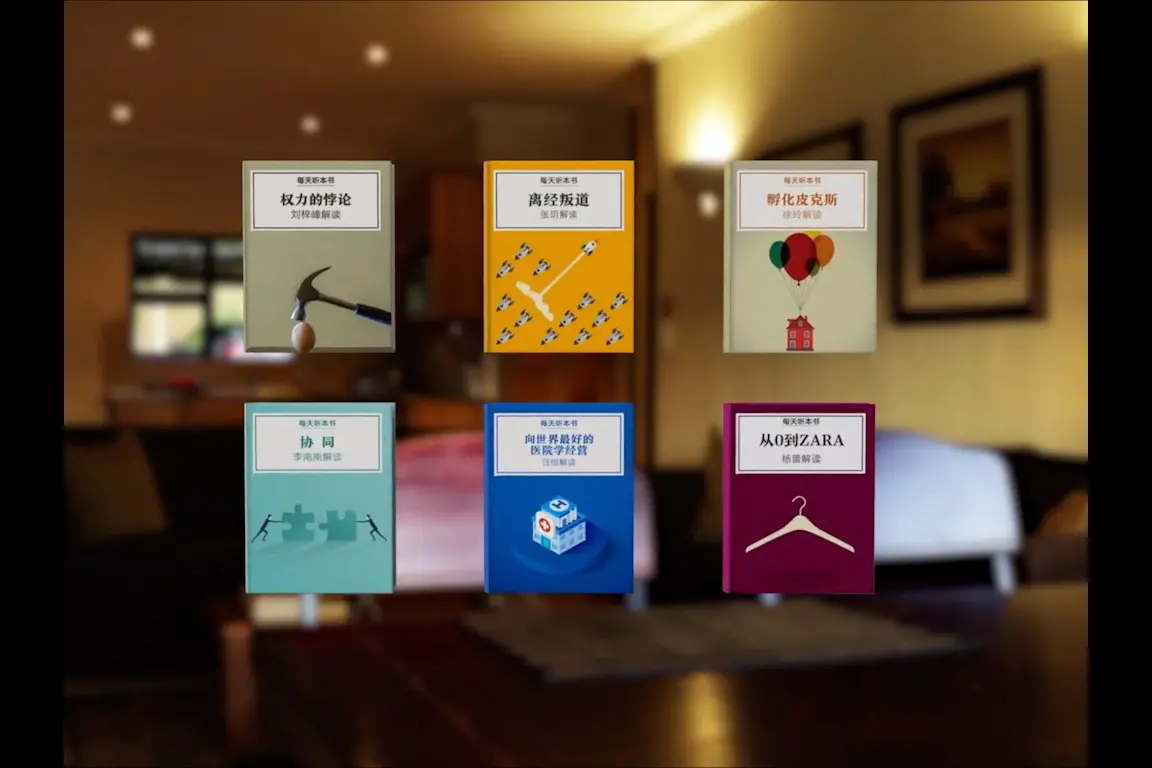 每天听本书
权力的悖论
刘梓峰解读
每天听本书
离经叛道
张玥解读
每天听本书
孵化皮克斯
徐玲解读
每天听本书
协 同
李南南解读
每天听本书
向世界最好的
医院学经营
汪恒解读
每天听本书
从0到ZARA
杨蕾解读
H